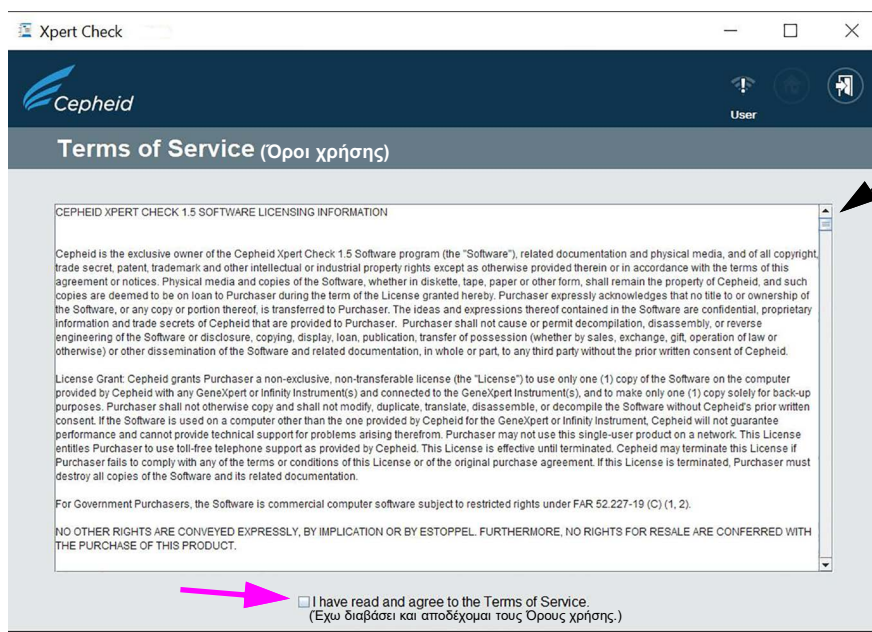 Xpert Check
Cepheid
User
Terms of Service (Όροι χρήσης)
CEPHEID XPERT CHECK 1.5 SOFTWARE LICENSING INFORMATION
Cepheid is the exclusive owner of the Cepheid Xpert Check 1.5 Software program (the "Software"), related documentation and physical media, and of all copyright,
trade secret, patent, trademark and other intellectual or industrial property rights except as otherwise provided therein or in accordance with the terms of this
agreement or notices. Physical media and copies of the Software, whether in diskette, tape, paper or other form, shall remain the property of Cepheid, and such
copies are deemed to be on loan to Purchaser during the term of the License granted hereby. Purchaser expressly acknowledges that no title to or ownership of
the Software, or any copy or portion thereof, is transferred to Purchaser. The ideas and expressions thereof contained in the Software are confidential, proprietary
information and trade secrets of Cepheid that are provided to Purchaser.  Purchaser shall not cause or permit decompilation, disassembly, or reverse
engineering of the Software or disclosure, copying, display, loan, publication, transfer of possession (whether by sales, exchange, gift, operation of law or
otherwise) or other dissemination of the Software and related documentation, in whole or part, to any third party without the prior written consent of Cepheid.
License Grant: Cepheid grants Purchaser a non-exclusive, non-transferable license (the "License") to use only one (1) copy of the Software on the computer
provided by Cepheid with any GeneXpert or Infinity Instrument(s) and connected to the GeneXpert Instrument(s), and to make only one (1) copy solely for back-up
purposes. Purchaser shall not otherwise copy and shall not modify, duplicate, translate, disassemble, or decompile the Software without Cepheid's prior written
consent. If the Software is used on a computer other than the one provided by Cepheid for the GeneXpert or Infinity Instrument, Cepheid will not guarantee
performance and cannot provide technical support for problems arising therefrom. Purchaser may not use this single-user product on a network. This License
entitles Purchaser to use toll-free telephone support as provided by Cepheid. This License is effective until terminated. Cepheid may terminate this License if
Purchaser fails to comply with any of the terms or conditions of this License or of the original purchase agreement. If this License is terminated, Purchaser must
destroy all copies of the Software and its related documentation.
For Government Purchasers, the Software is commercial computer software subject to restricted rights under FAR 52.227-19 (C) (1, 2).
NO OTHER RIGHTS ARE CONVEYED EXPRESSLY, BY IMPLICATION OR BY ESTOPPEL. FURTHERMORE, NO RIGHTS FOR RESALE ARE CONFERRED WITH
THE PURCHASE OF THIS PRODUCT.
I have read and agree to the Terms of Service.
(Έχω διαβάσει και αποδέχομαι τους Όρους χρήσης.)